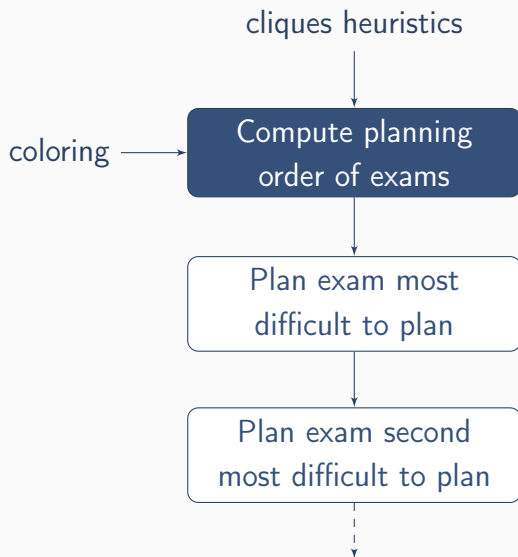 cliques heuristics
coloring
Compute planning
order of exams
Plan exam most
difficult to plan
Plan exam second
most difficult to plan